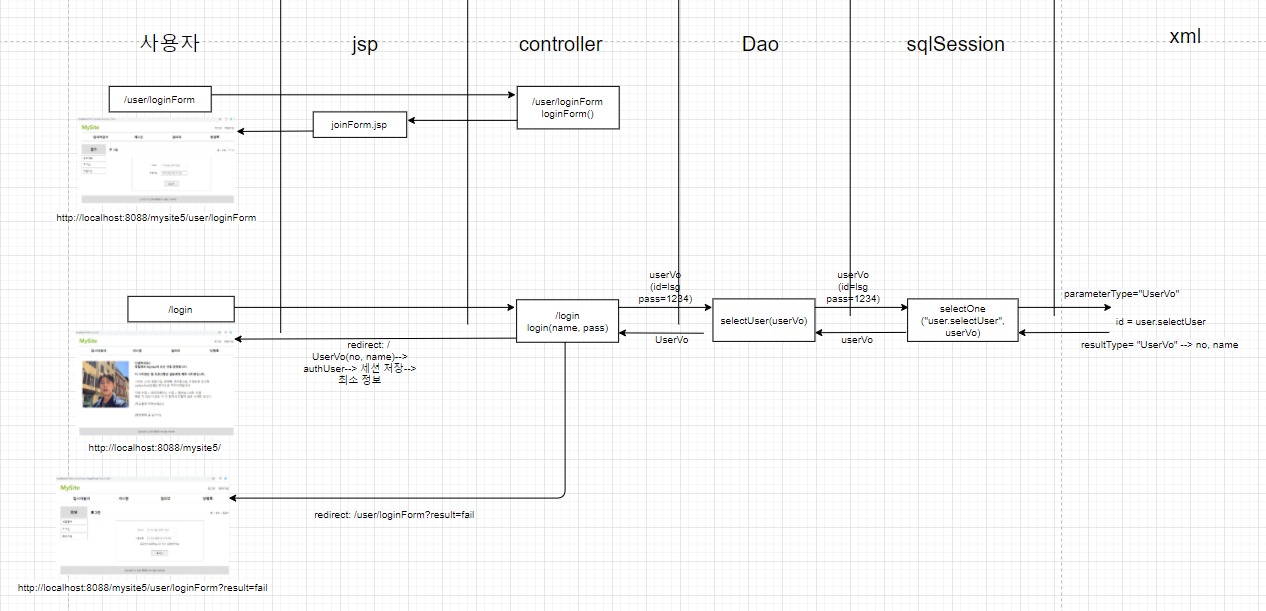 사용자
jsp
controller
Dao
sqlSession
xml
/user/loginForm
/user/loginForm
loginForm()
joinForm.jsp
MySite
http://localhost:8088/mysite5/user/loginForm
/login
/login
login(name, pass)
userVo
(id=lsg
pass=1234)
selectUser(userVo)
UserVo
userVo
(id=lsg
pass=1234)
selectOne
("user.selectUser",
userVo)
userVo
parameterType="UserVo"
id = user.selectUser
resultType= "UserVo" --> no, name
MySite
redirect: /
UserVo(no, name)-->
authUser--> 세션 저장-->
최소 정보
http://localhost:8088/mysite5/
MySite
redirect: /user/loginForm?result=fail
http://localhost:8088/mysite5/user/loginForm?result=fail